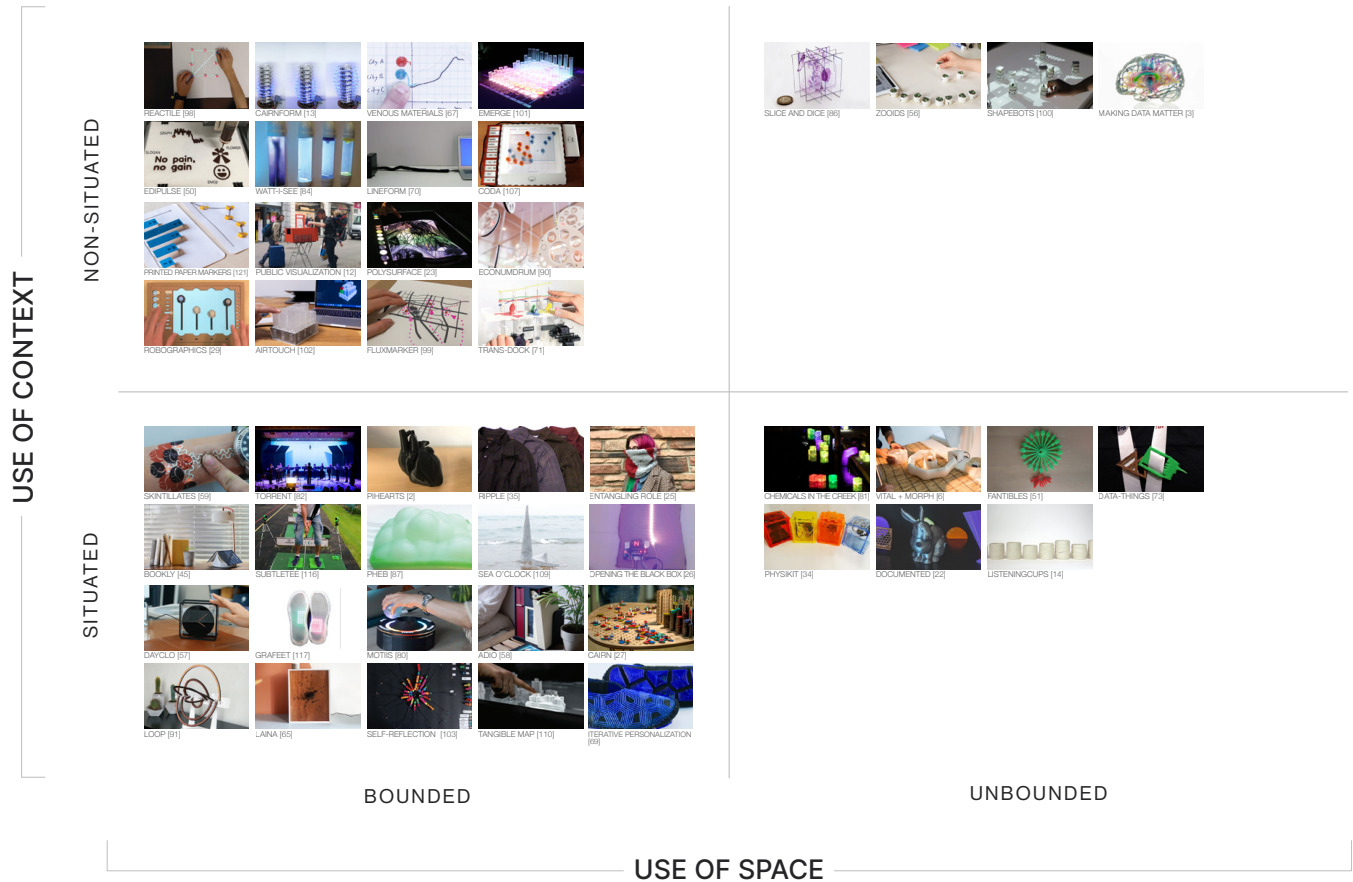 REACTILE [98]
CAIRNFORM [13]
VENOUS MATERIALS [67]
EMERGE [101]
SLICE AND DICE [86]
ZOOIDS [56]
SHAPEBOTS [100]
MAKING DATA MATTER [3]
No pain,
no gain
EDIPULSE [50]
WATT-I-SEE [84]
LINEFORM [70]
CODA [107]
PRINTED PAPER MARKERS [121]
PUBLIC VISUALIZATION [12]
POLYSURFACE [23]
ECONUMDRUM [90]
ROBOGRAPHICS [29]
AIRTOUCH [102]
FLUXMARKER [99]
TRANS-DOCK [71]
NON-SITUATED
USE OF CONTEXT
SKINTILLATES [59]
TORRENT [82]
PIHEARTS [2]
RIPPLE [35]
ENTANGLING ROLE [25]
CHEMICALS IN THE CREEK [81]
VITAL + MORPH [6]
FANTIBLES [51]
DATA-THINGS [73]
BOOKLY [45]
SUBTLETEE [116]
PHEB [87]
SEA O'CLOCK [109]
OPENING THE BLACK BOX [26]
PHYSIKIT [34]
DOCUMENTED [22]
LISTENINGCUPS [14]
SITUATED
DAYCLO [57]
GRAFEET [117]
MOTIIS [80]
ADIO [58]
CAIRN [27]
LOOP [91]
LAINA [65]
SELF-REFLECTION [103]
TANGIBLE MAP [110]
ITERATIVE PERSONALIZATION
[69]
BOUNDED
UNBOUNDED
USE OF SPACE